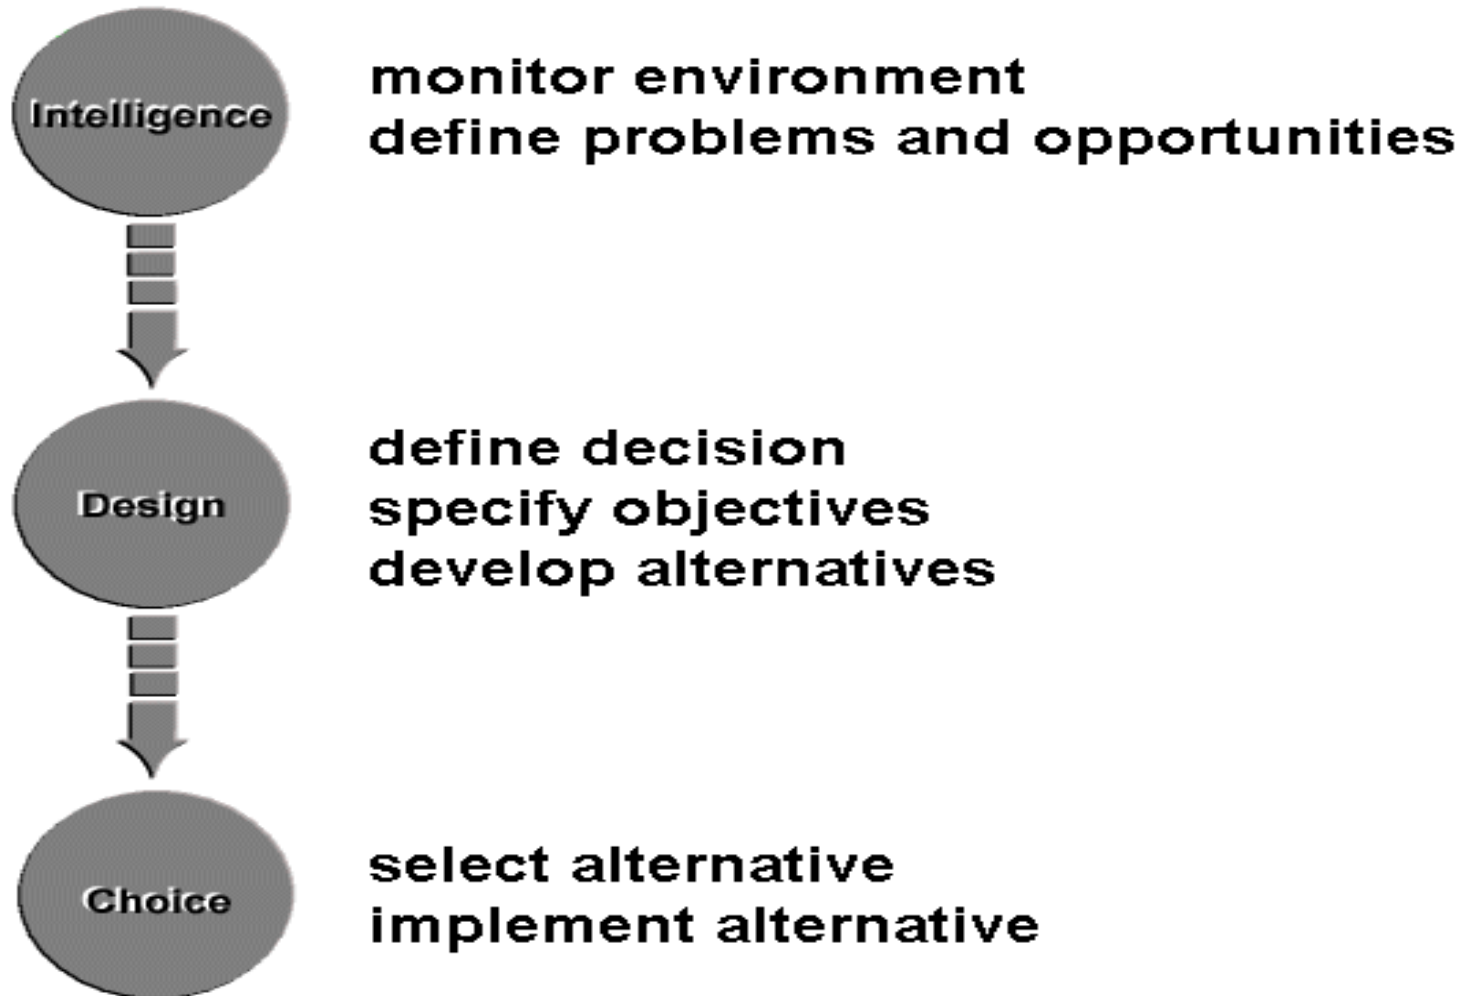 Intelligence
monitor environment
define problems and opportunities
Design
define decision
specify objectives
develop alternatives
Choice
select alternative
implement alternative